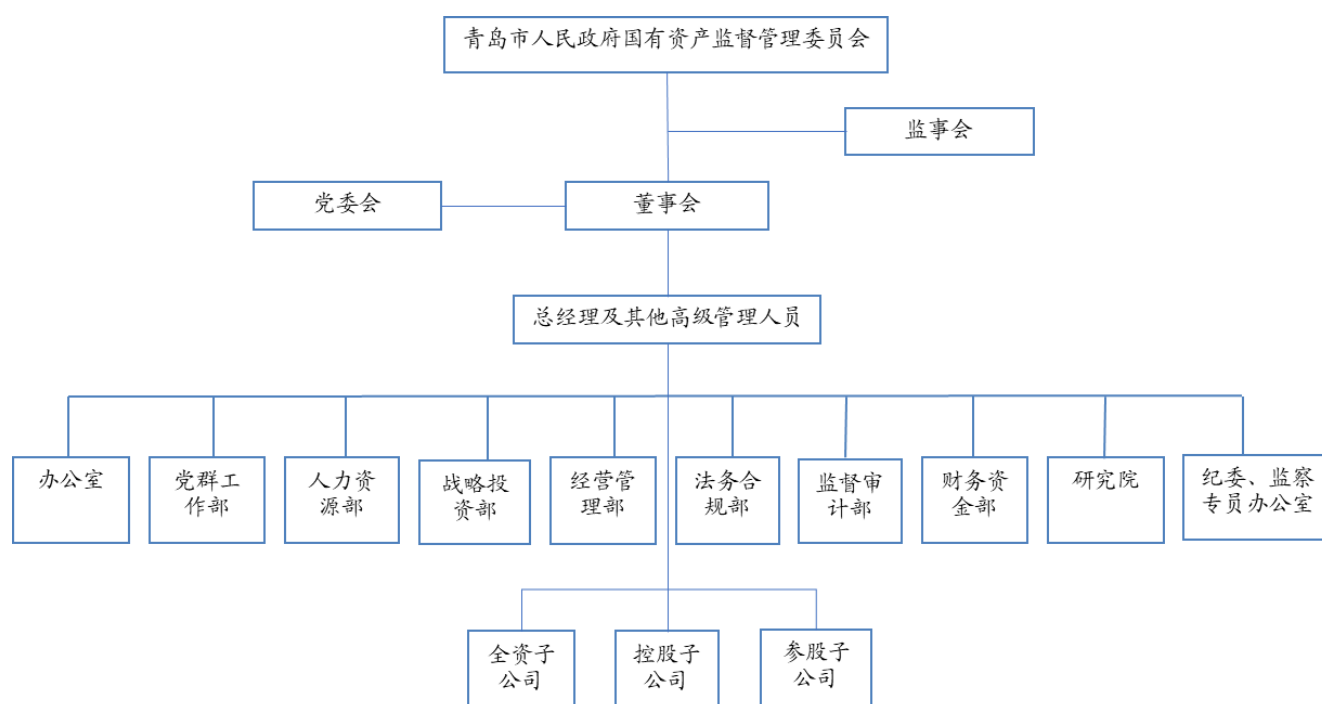 青岛市人民政府国有资产监督管理委员会
监事会
党委会
董事会
总经理及其他高级管理人员
办公室
党群工
作部
人力资
源部
战略投
资部
经营管
理部
法务合
规部
监督审
计部
财务资
金部
研究院
纪委、监察
专员办公室
全资子
公司
控股子
公司
参股子
公司